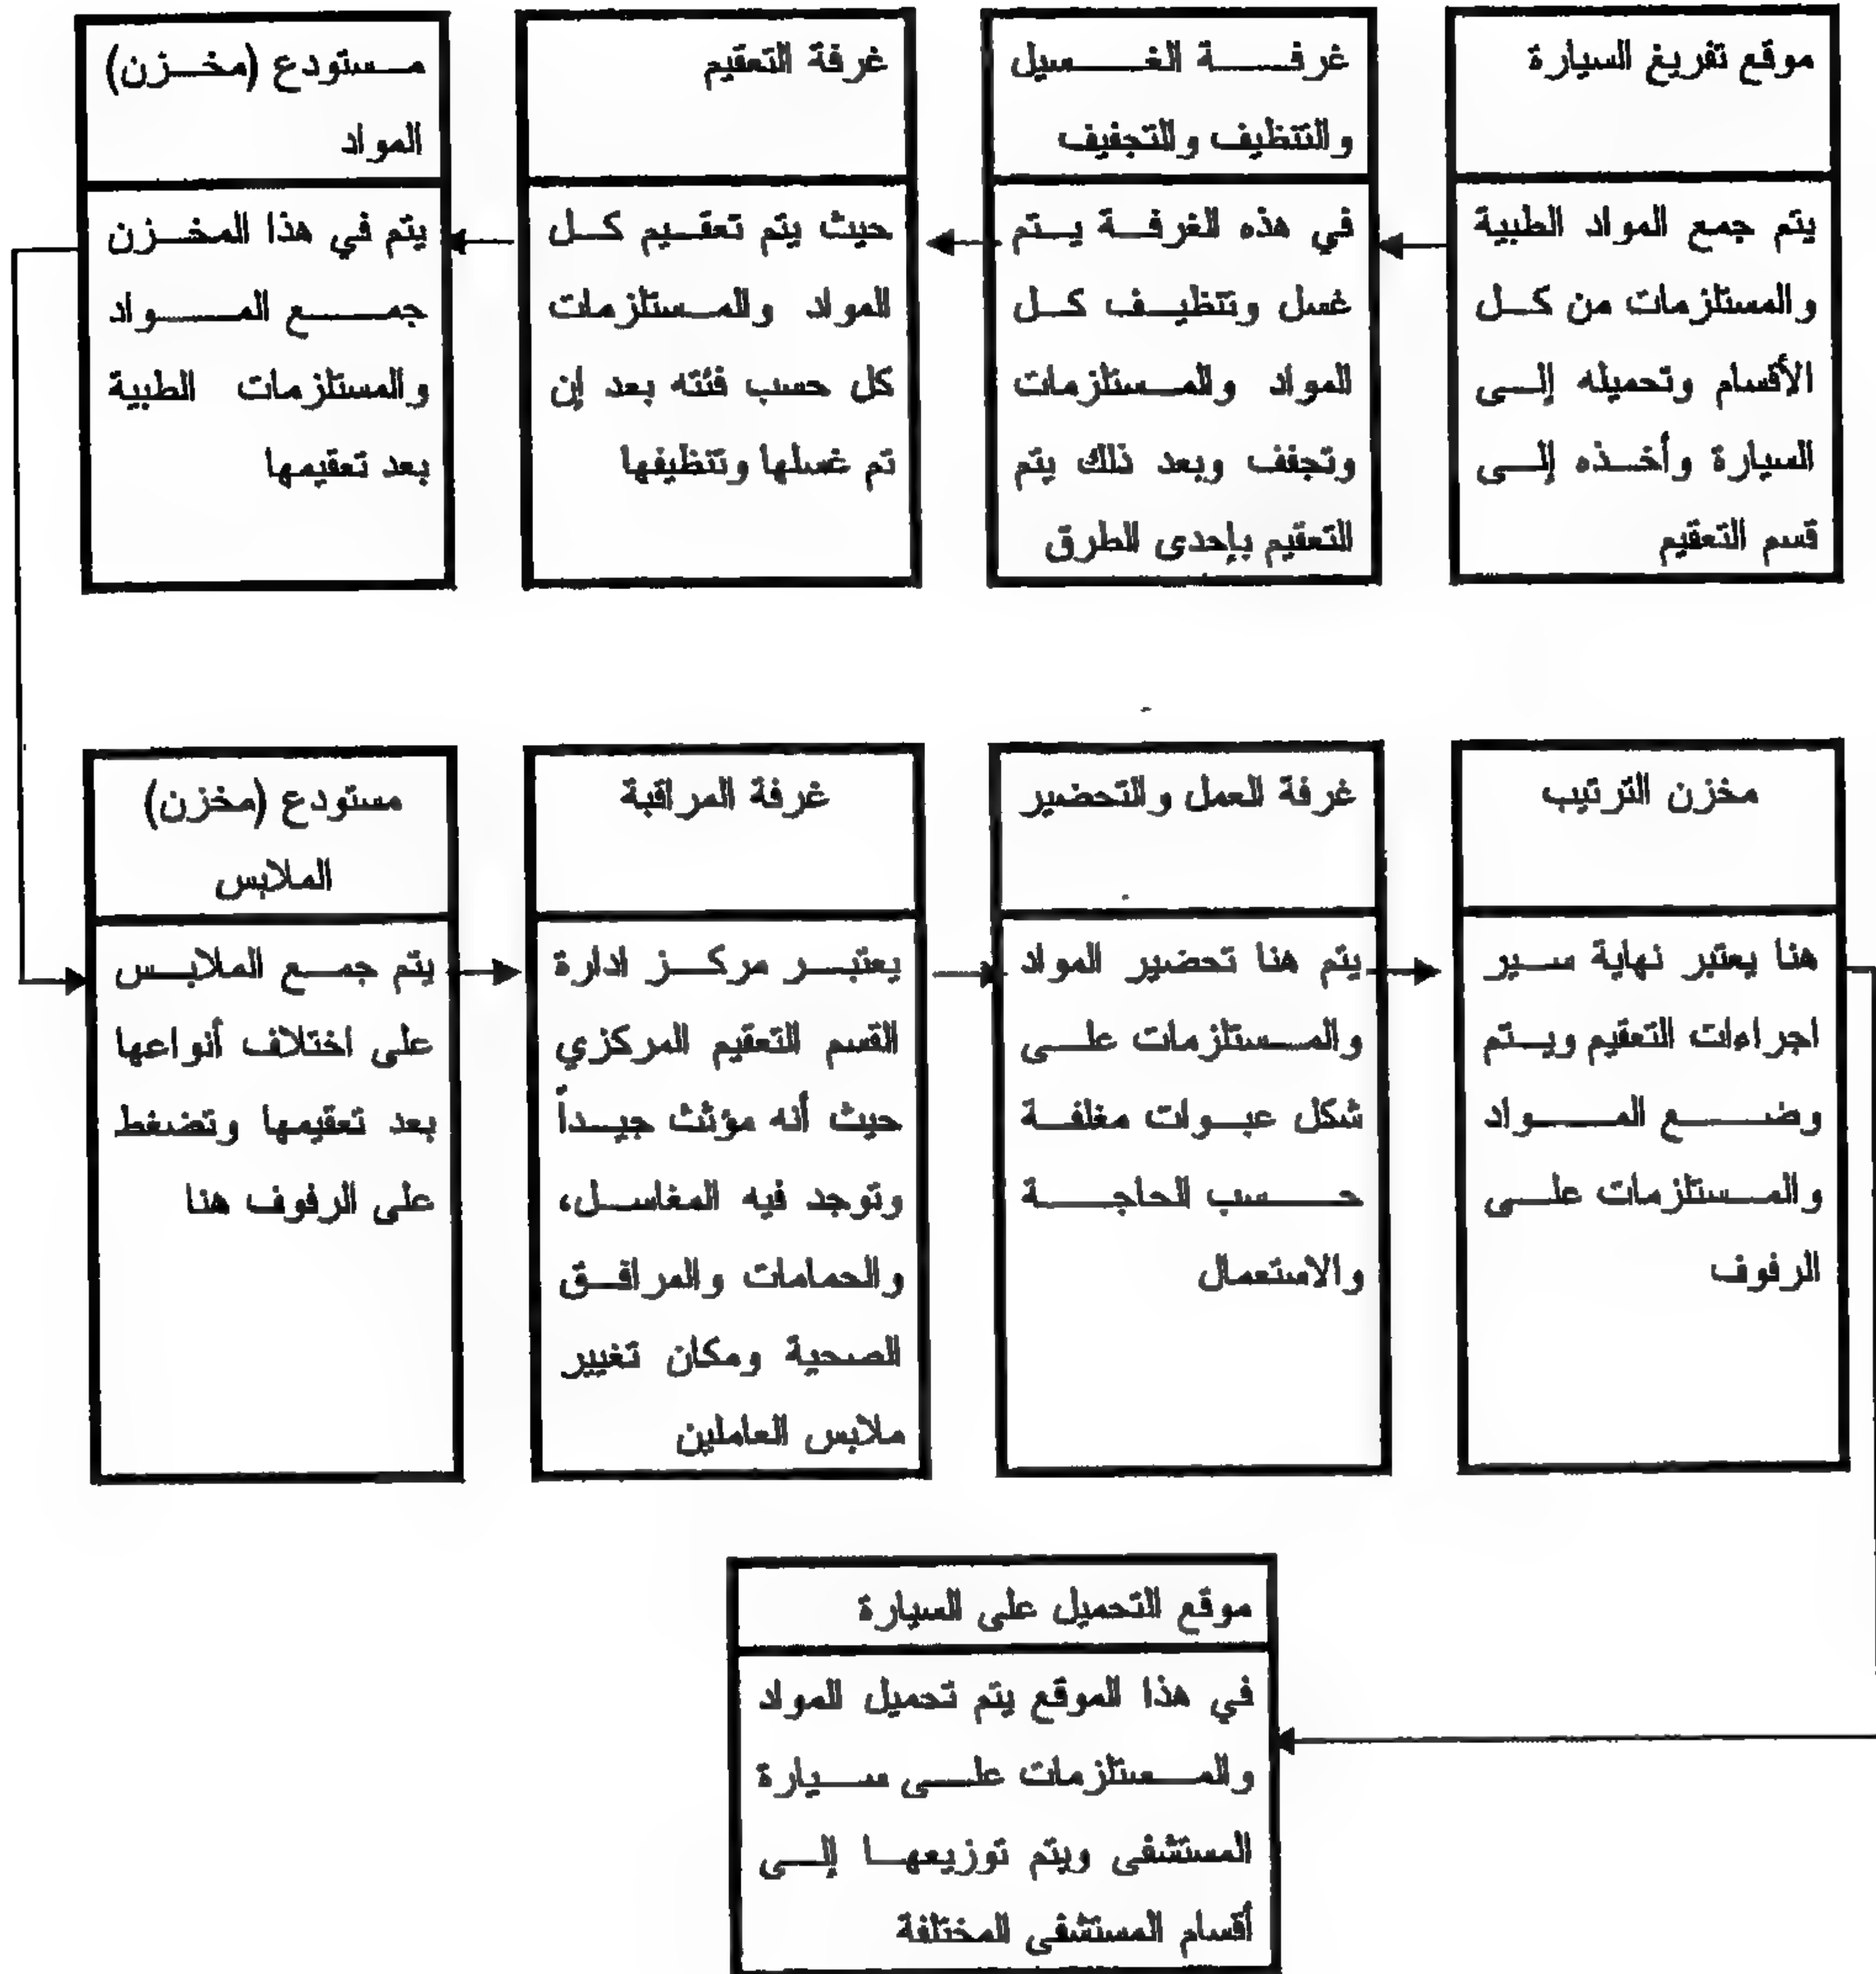 موقع تفريغ السيارة
يتم جمع المواد الطبية
والمستلزمات من كل
الأقسام وتحميله إلى
السيارة وأخذه إلى
قسم التعقيم
غرفة الغسيل
والتنظيف والتجفيف
في هذه الغرفة يتم
غسل وتنظيف كل
المواد والمستلزمات
وتجفف وبعد ذلك يتم
التعقيم بإحدى الطرق
غرفة التعقيم
حيث يتم تعقيم كل
المواد والمستلزمات
كل حسب فئته بعد إن
تم غسلها وتنظيفها
مستودع (مخزن)
المواد
يتم في هذا المخزن
جمع المواد
والمستلزمات الطبية
بعد تعقيمها
مستودع (مخزن)
الملابس
يتم جمع الملابس
على اختلاف أنواعها
بعد تعقيمها وتضغط
على الرفوف هنا
غرفة المراقبة
يعتبر مركز ادارة
القسم التعقيم المركزي
حيث أنه مؤثث جيداً
وتوجد فيه المغاسل،
والحمامات والمرافق
الصحية ومكان تغيير
ملابس العاملين
غرفة العمل والتحضير
يتم هنا تحضير المواد
والمستلزمات على
شكل عبوات مغلفة
حسب الحاجة
والاستعمال
مخزن الترتيب
هنا يعتبر نهاية سير
اجراءات التعقيم ويتم
وضع المواد
والمستلزمات على
الرفوف
موقع التحميل على السيارة
في هذا الموقع يتم تحميل المواد
والمستلزمات على سيارة
المستشفى ويتم توزيعها إلى
أقسام المستشفى المختلفة